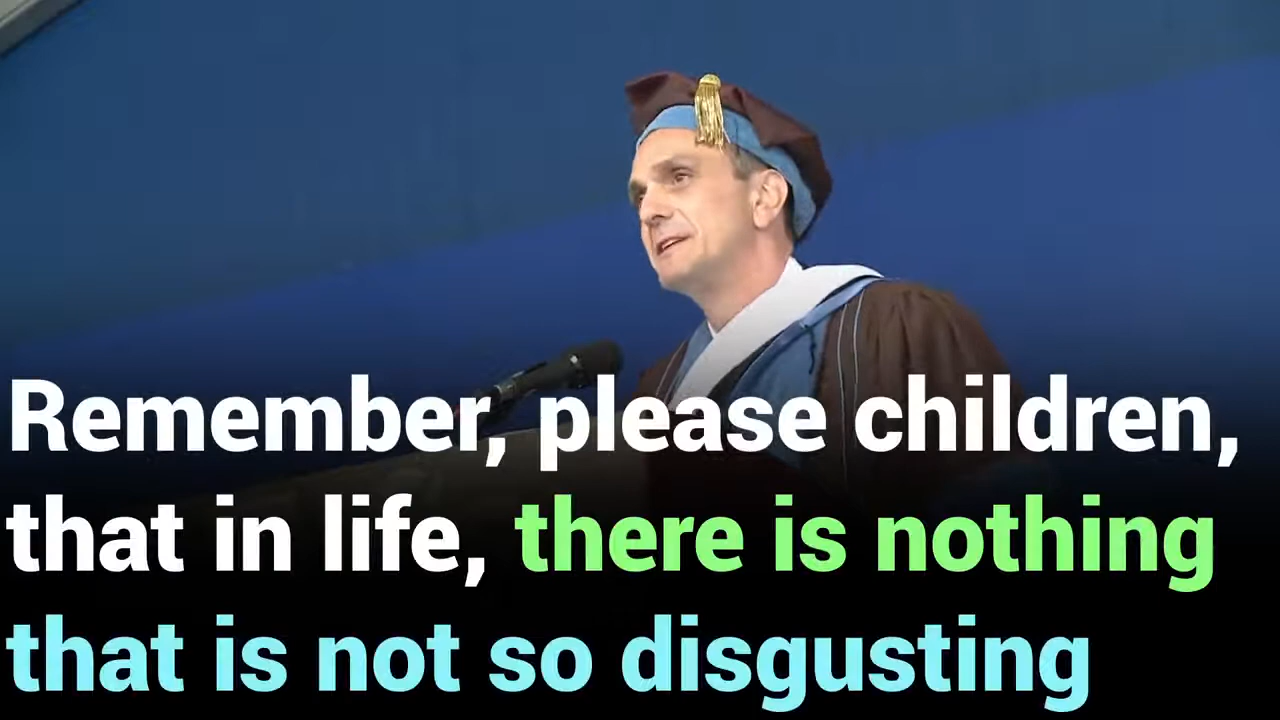 Remember, please children,
that in life, there is nothing
that is not so disgusting